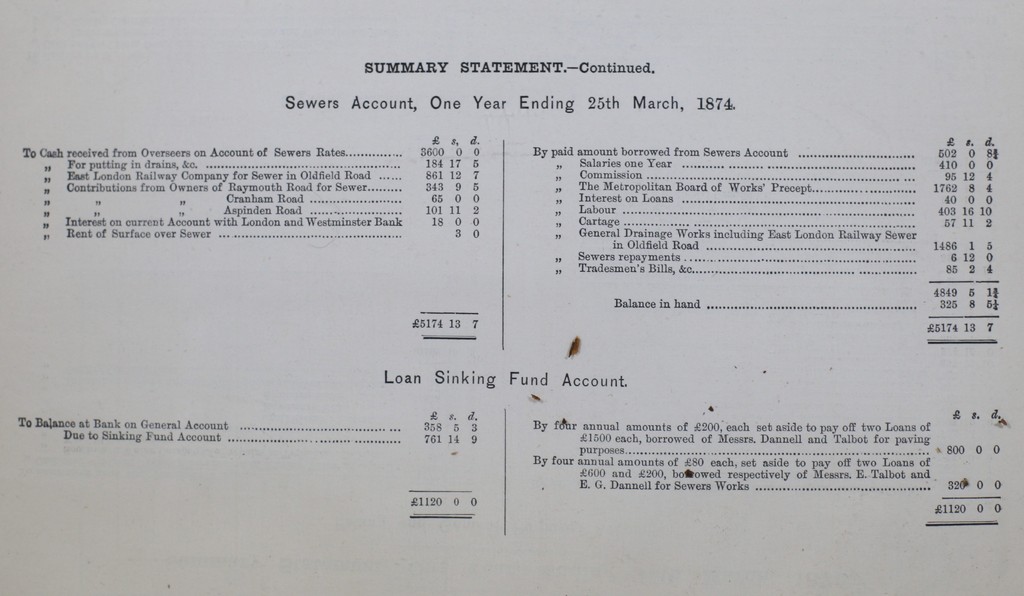 SUMMARY STATEMENT.—Continued.
Sewers Account, One Year Ending 25th March, 1874.
£ s, d.
To Cash received from Overseers on Account of Sewers Rates............... 3600 0 0
„ For putting in drains, &c. ................................................ 184 17 5
„ East London Railway Company for Sewer in Oldfield Road ...... 861 12 7
„ Contributions from Owners of Raymouth Road for Sewer......... 343 9 5
„ „ „ Cranham Road ........................ 65 0 0
„ „ „ Aspinden Road ........................ 101 11 2
„ Interest on current Account with London and Westminster Bank 18 0 0
„ Rent of Surface over Sewer ................................................ 3 0
£5174 13 7
£ s. d.
By paid amount borrowed from Sewers Account .............................. 502 0 8¾
„ Salaries one Year ............................................................ 410 0 0
„ Commission .................................................................. 95 12 4
„ The Metropolitan Board of Works' Precept........................... 1762 8 4
„ Interest on Loans ............................................................ 40 0 0
„ Labour ........................................................................ 403 16 10
„ Cartage ........................................................................ 57 11 2
„ General Drainage Works including East London Railway Sewer
in Oldfield Road ...................................................... 1486 1 5
„ Sewers repayments ......................................................... 6 12 0
„ Tradesmen's Bills, &c...................................................... 85 2 4
4849 5 1¾
Balance in hand ...................................................... 325 8 5¼
£5174 13 7
Loan Sinking Fund Account.
£ s. d.
To Balance at Bank on General Account .................................... 358 5 3
Due to Sinking Fund Account ............................................. 761 14 9
£1120 0 0
£ s. d.
By four annual amounts of £200, each set aside to pay off two Loans of
£1500 each, borrowed of Messrs. Dannell and Talbot for paving
purposes........................................................................ 800 0 0
By four annual amounts of £80 each, set aside to pay off two Loans of
£600 and £200, borrowed respectively of Messrs. E. Talbot and
E. G. Dannell for Sewers Works .......................................... 320 0 0
£1120 0 0